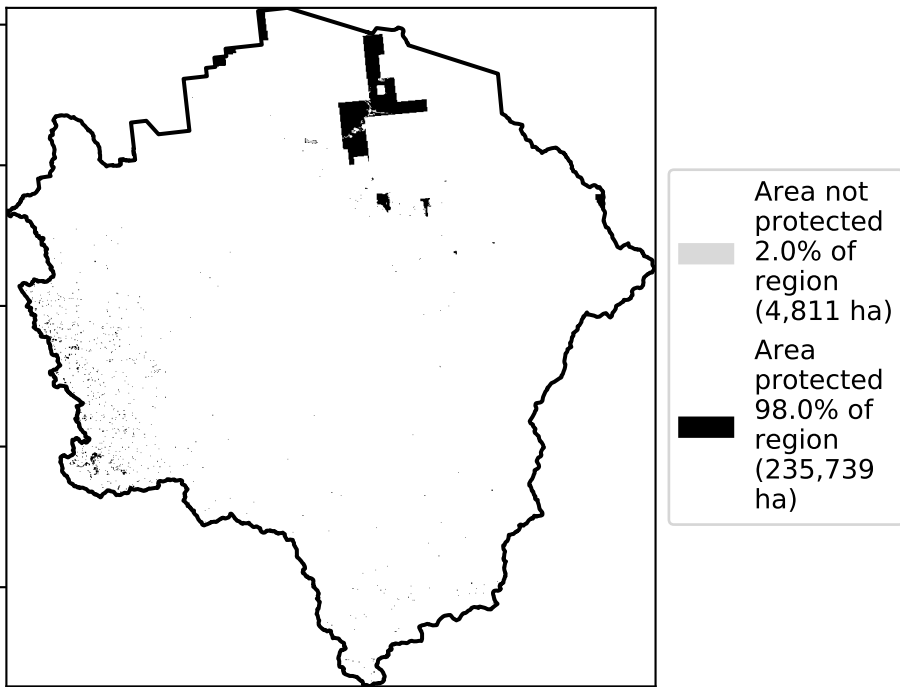 Area not
protected
2.0% of
region
(4,811 ha)
Area
protected
98.0% of
region
(235,739
ha)